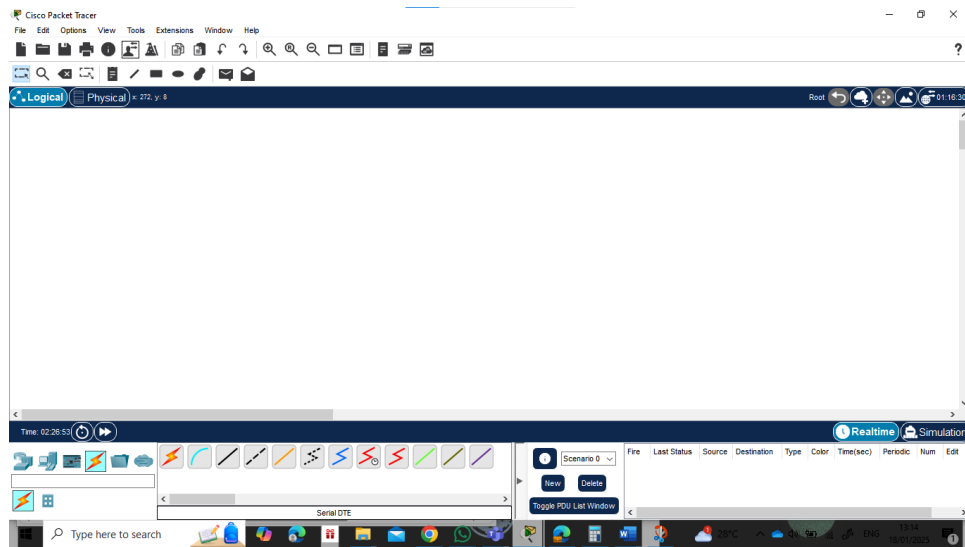 Cisco Packet Tracer
File Edit Options View Tools Extensions Window Help
?
Logical Physical x: 272, y: 8 Root 01:16:30
Time: 02:26:53 Realtime Simulation
Scenario 0
Fire Last Status Source Destination Type Color Time(sec) Periodic Num Edit
New Delete
Toggle PDU List Window
Serial DTE
Type here to search
28°C ENG
13:14
18/01/2025
1